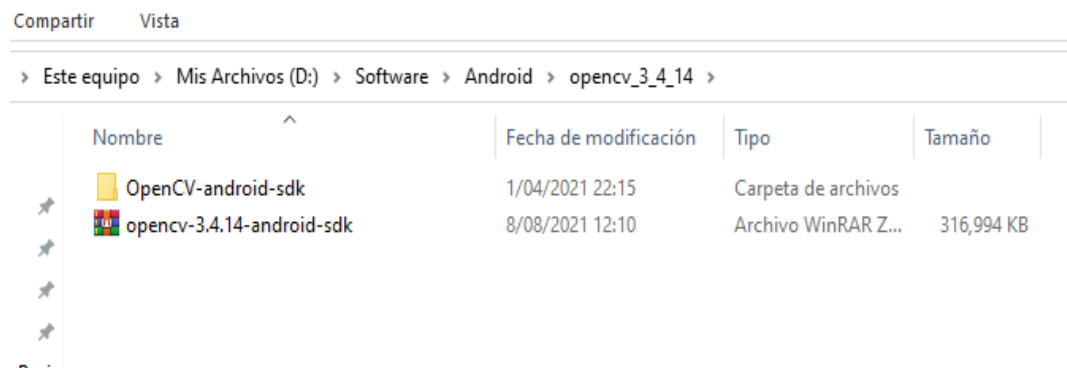 Compartir Vista
> Este equipo > Mis Archivos (D:) > Software > Android > opencv_3_4_14 >
Nombre Fecha de modificación Tipo Tamaño
OpenCV-android-sdk 1/04/2021 22:15 Carpeta de archivos
opencv-3.4.14-android-sdk 8/08/2021 12:10 Archivo WinRAR Z... 316,994 KB